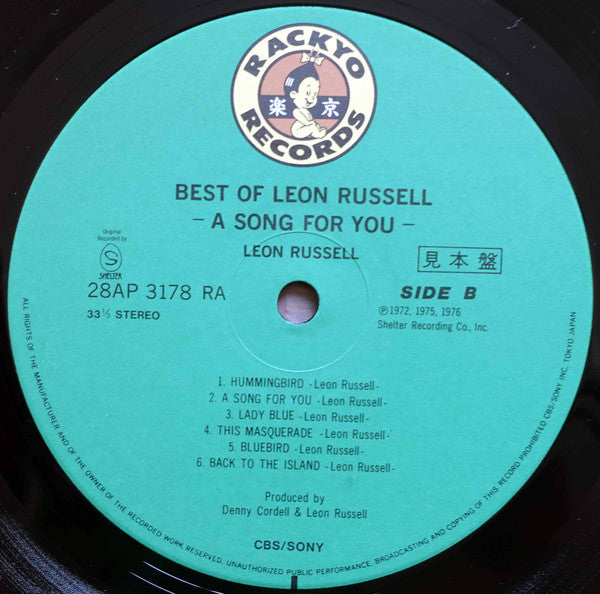 RACKYO
楽 京
RECORDS
BEST OF LEON RUSSELL
– A SONG FOR YOU –
LEON RUSSELL
Original
Recorded by
S
SHELTER
見本盤
28AP 3178 RA
SIDE B
33⅓ STEREO
Ⓟ1972, 1975, 1976
Shelter Recording Co., Inc.
1. HUMMINGBIRD -Leon Russell-
2. A SONG FOR YOU -Leon Russell-
3. LADY BLUE -Leon Russell-
4. THIS MASQUERADE -Leon Russell-
5. BLUEBIRD -Leon Russell-
6. BACK TO THE ISLAND -Leon Russell-
Produced by
Denny Cordell & Leon Russell
CBS/SONY
ALL RIGHTS OF THE MANUFACTURER AND OF THE OWNER OF THE RECORDED WORK RESERVED. UNAUTHORIZED PUBLIC PERFORMANCE, BROADCASTING AND COPYING OF THIS RECORD PROHIBITED CBS/SONY INC. TOKYO JAPAN